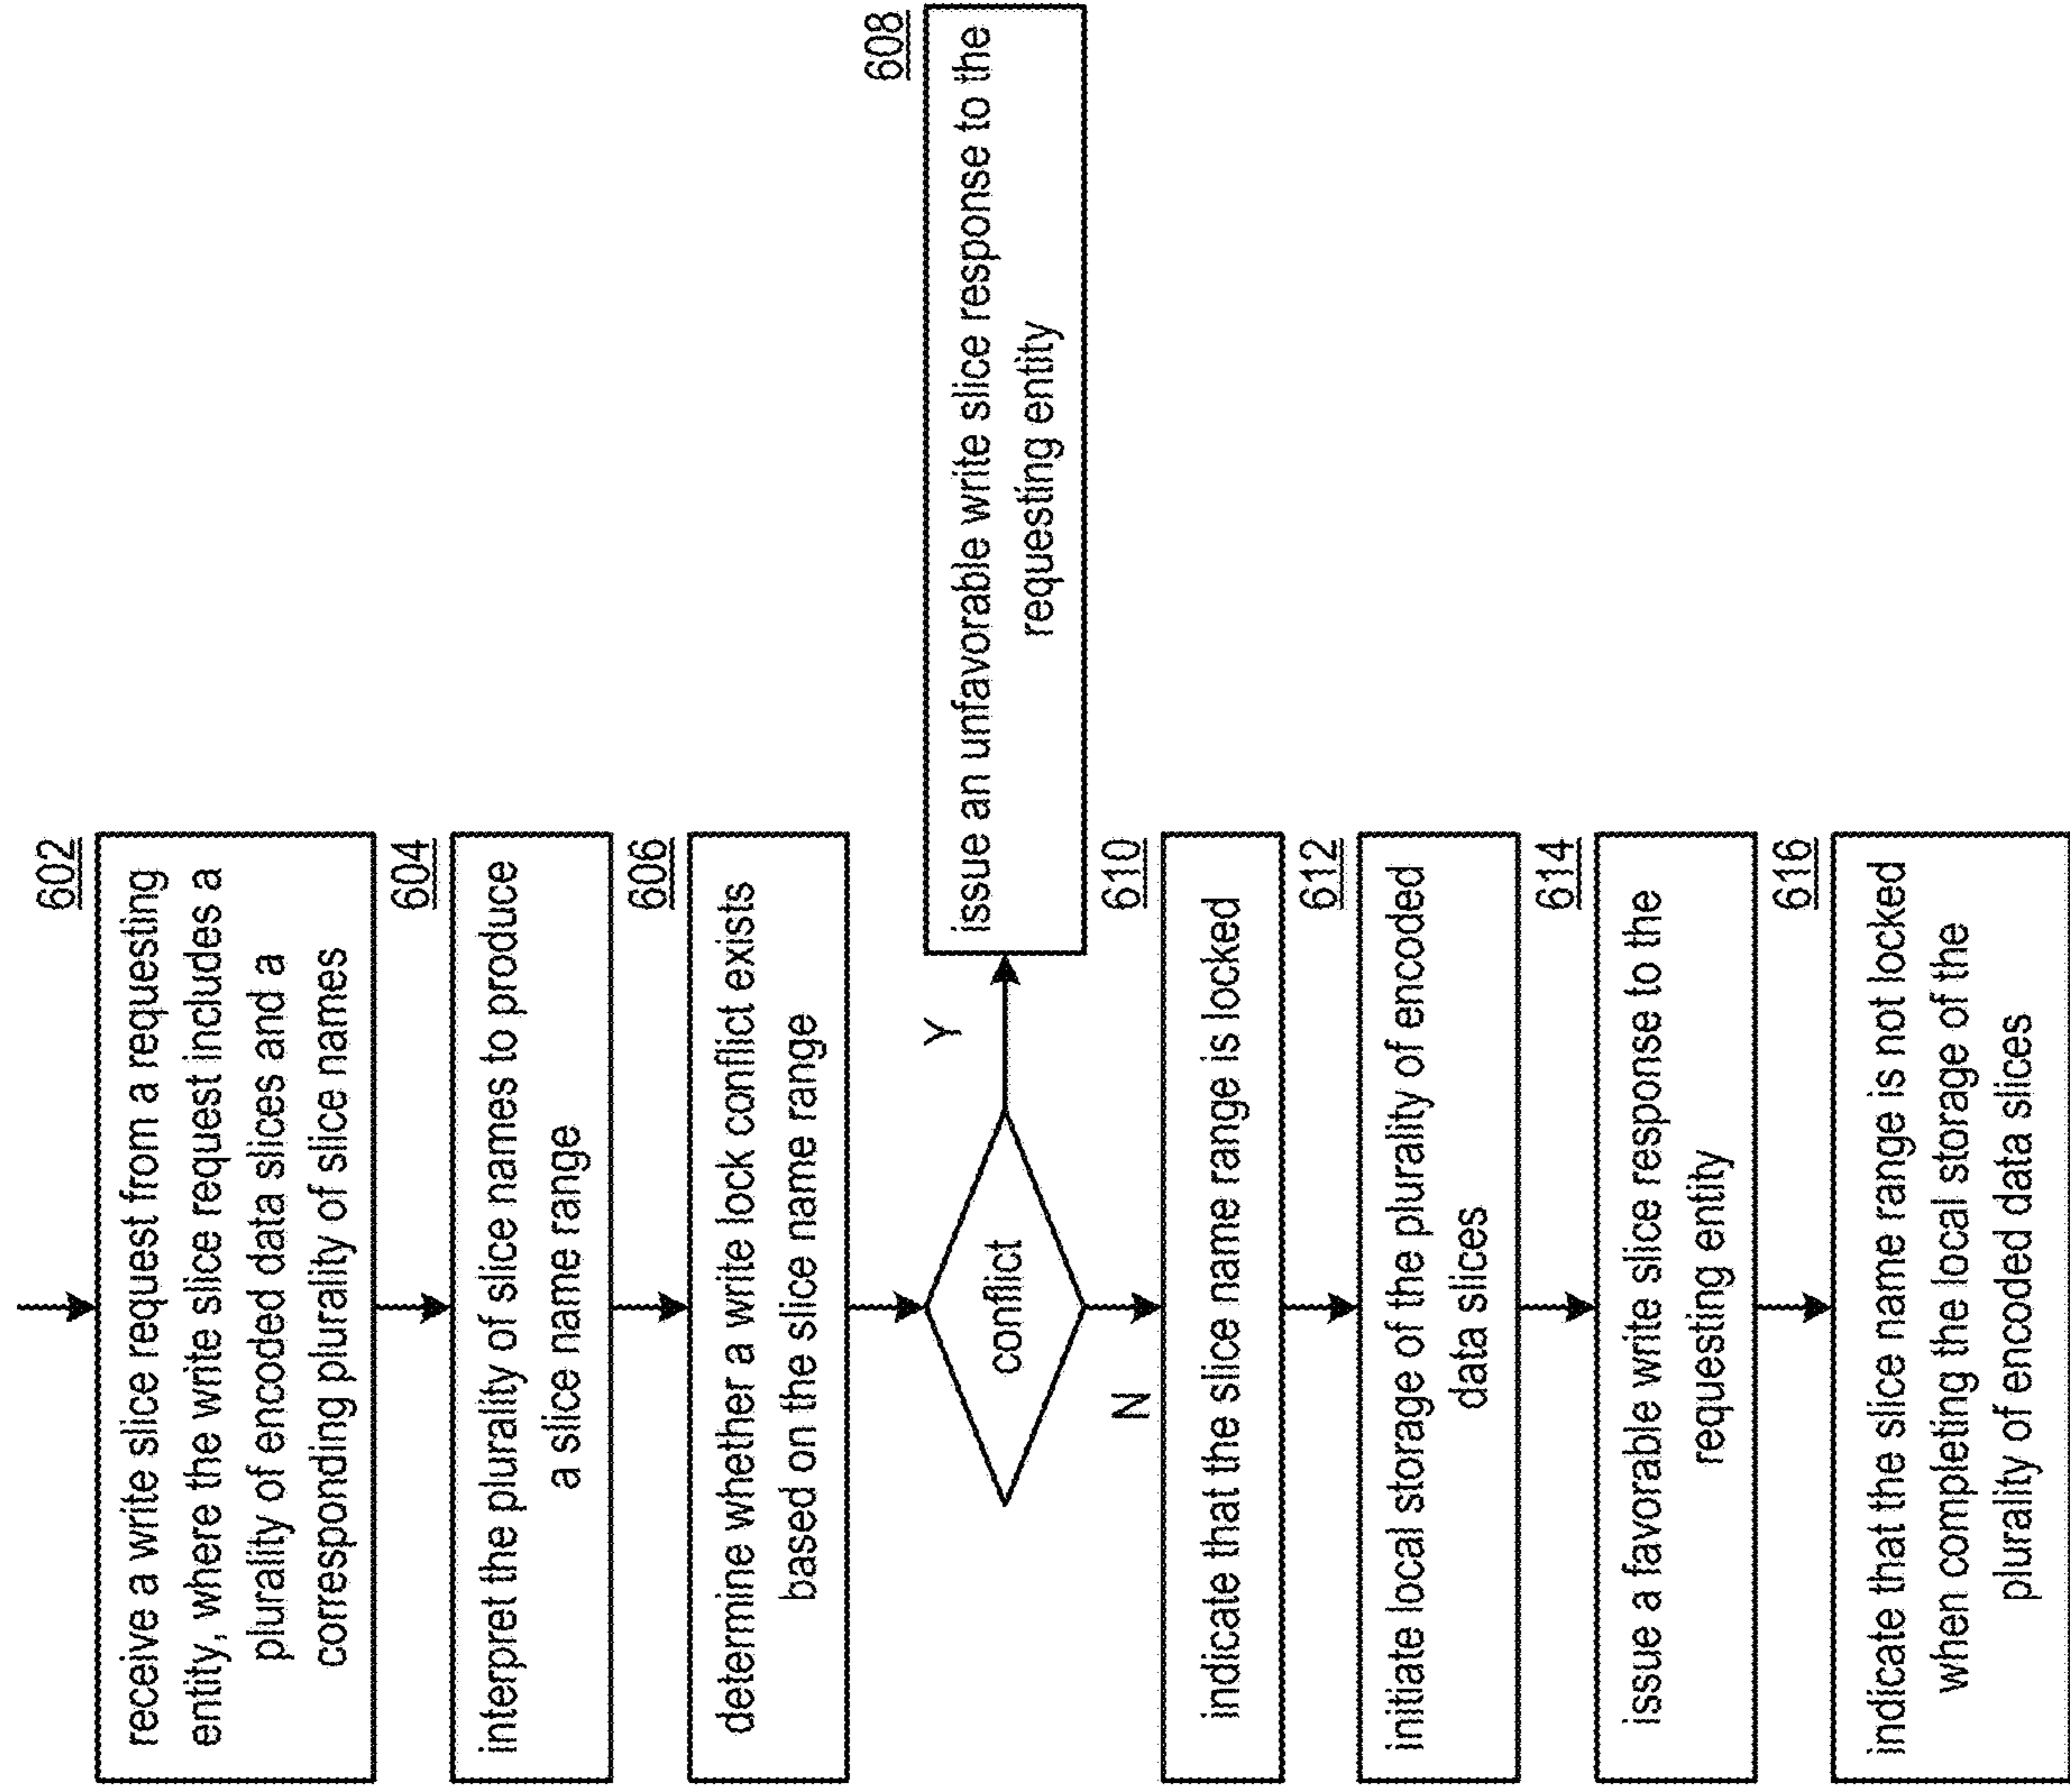 602
receive a write slice request from a requesting
entity, where the write slice request includes a
plurality of encoded data slices and a
corresponding plurality of slice names
604
interpret the plurality of slice names to produce
a slice name range
606
determine whether a write lock conflict exists
based on the slice name range
conflict
Y
608
issue an unfavorable write slice response to the
requesting entity
N
610
indicate that the slice name range is locked
612
initiate local storage of the plurality of encoded
data slices
614
issue a favorable write slice response to the
requesting entity
616
indicate that the slice name range is not locked
when completing the local storage of the
plurality of encoded data slices